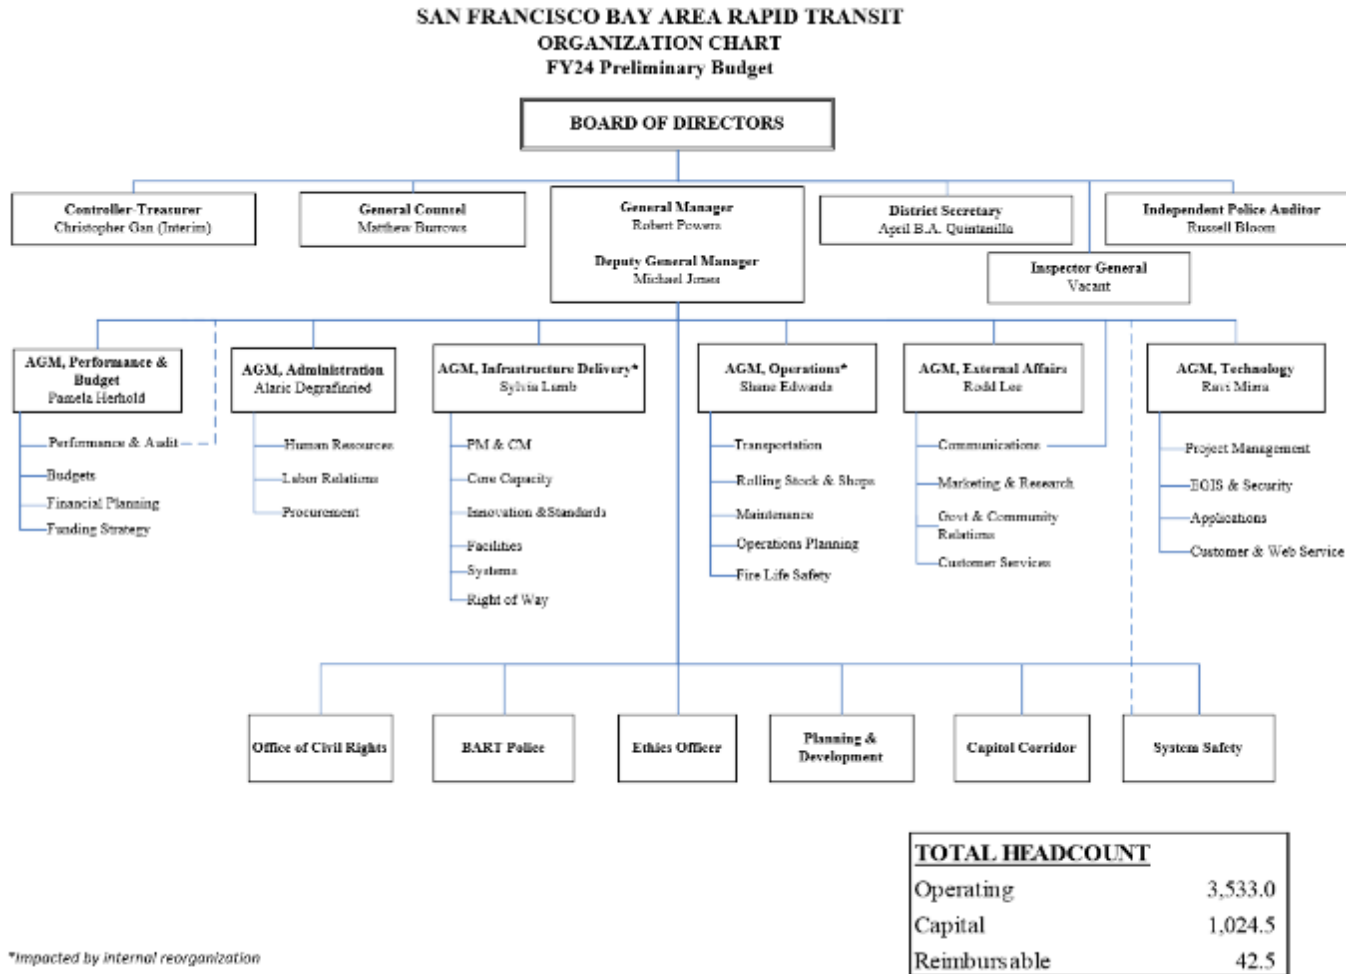 SAN FRANCISCO BAY AREA RAPID TRANSIT
ORGANIZATION CHART
FY24 Preliminary Budget
BOARD OF DIRECTORS
Controller-Treasurer
Christopher Gan (Interim)
General Counsel
Matthew Burrows
General Manager
Robert Powers
Deputy General Manager
Michael Jones
District Secretary
April B.A. Quintanilla
Independent Police Auditor
Russell Bloom
Inspector General
Vacant
AGM, Performance &
Budget
Pamela Herhold
Performance & Audit
Budgets
Financial Planning
Funding Strategy
AGM, Administration
Alaric Degrafinried
Human Resources
Labor Relations
Procurement
AGM, Infrastructure Delivery*
Sylvia Lamb
PM & CM
Core Capacity
Innovation &Standards
Facilities
Systems
Right of Way
AGM, Operations*
Shane Edwards
Transportation
Rolling Stock & Shops
Maintenance
Operations Planning
Fire Life Safety
AGM, External Affairs
Rodd Lee
Communications
Marketing & Research
Govt & Community
Relations
Customer Services
AGM, Technology
Ravi Misra
Project Management
EGIS & Security
Applications
Customer & Web Service
Office of Civil Rights
BART Police
Ethics Officer
Planning &
Development
Capitol Corridor
System Safety
TOTAL HEADCOUNT
Operating 3,533.0
Capital 1,024.5
Reimbursable 42.5
*Impacted by internal reorganization